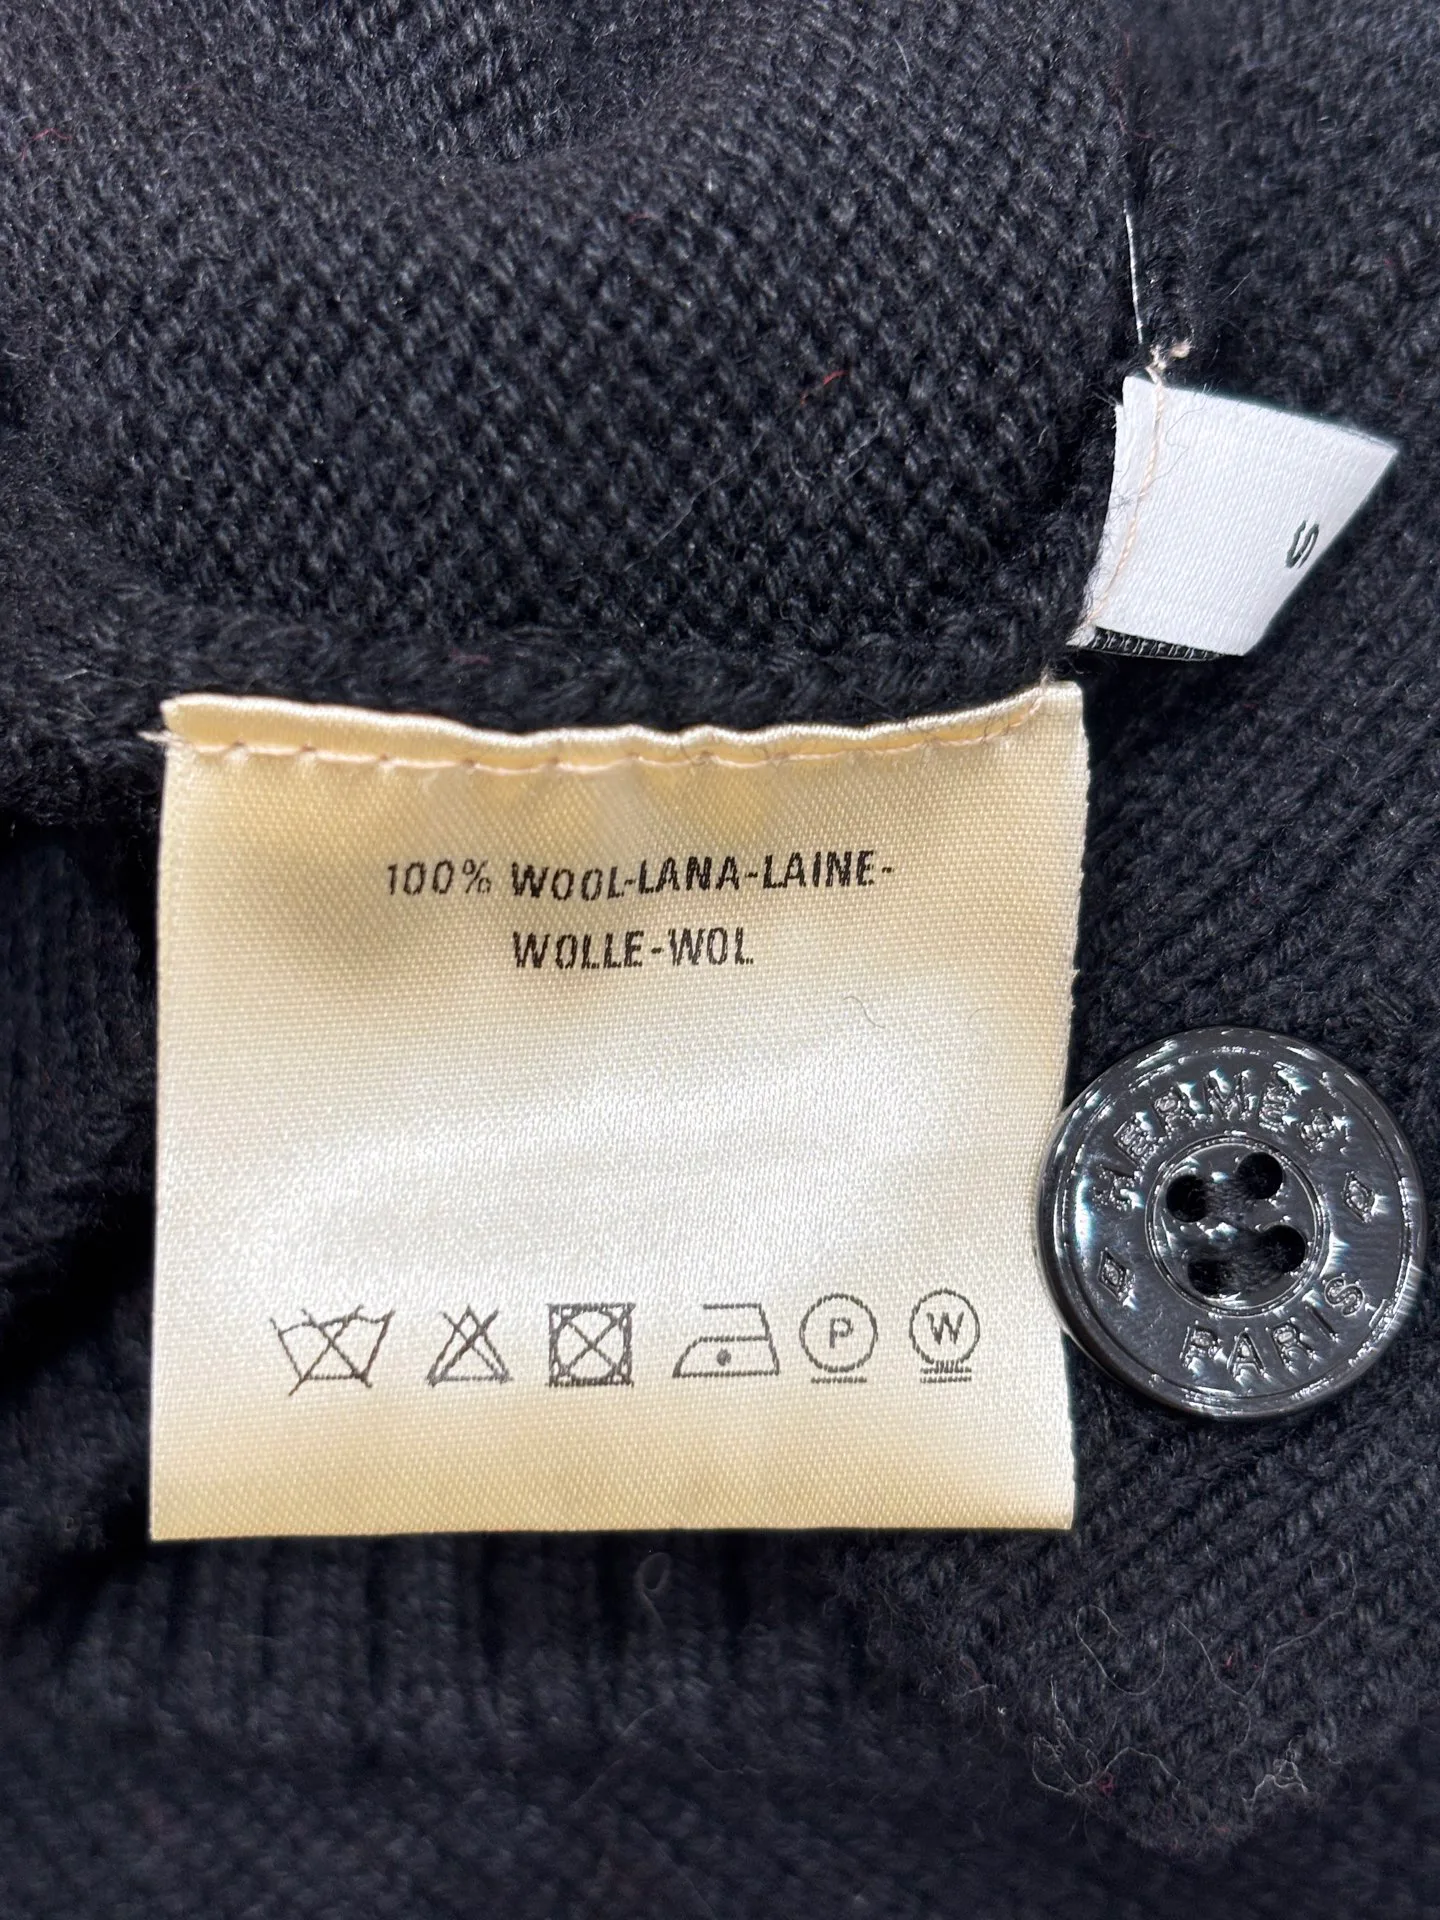 S
100% WOOL-LANA-LAINE-
WOLLE-WOL
P
W
HERMES
PARIS